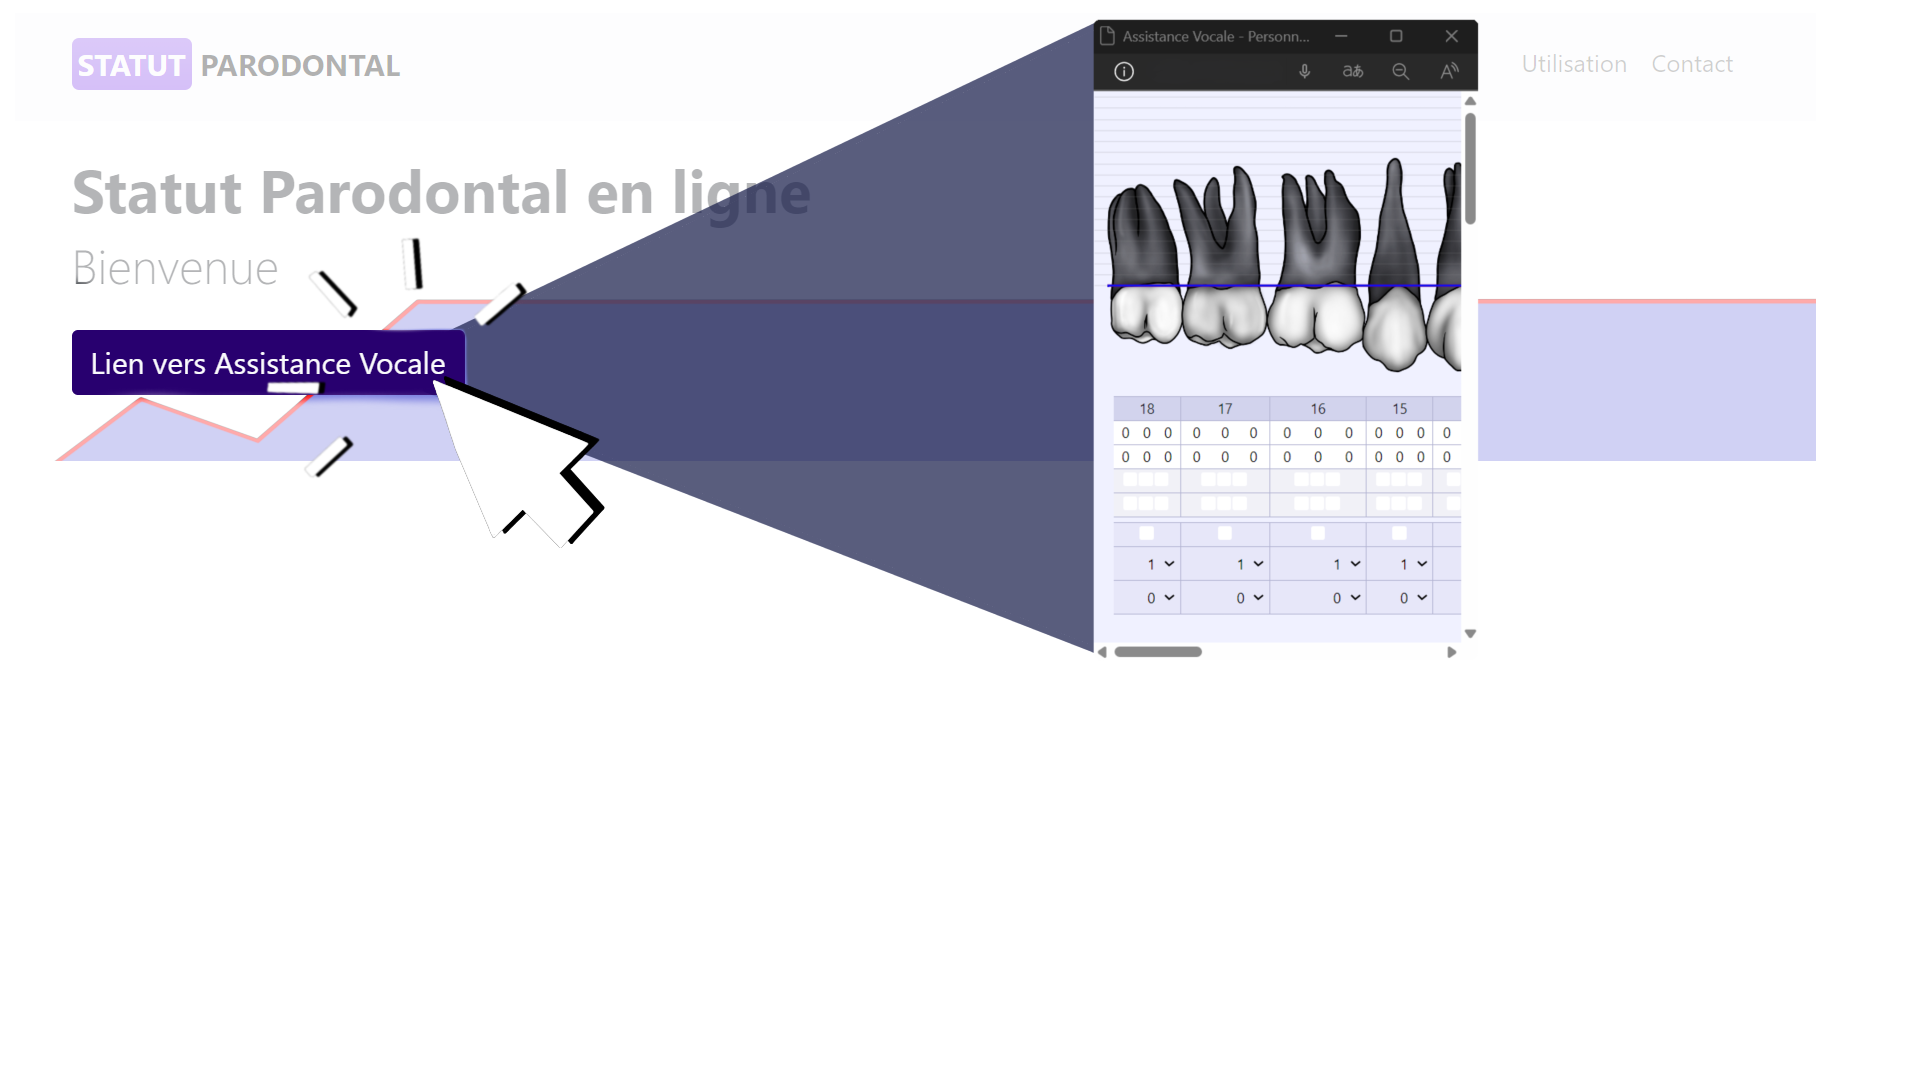 STATUT PARODONTAL
Utilisation Contact
Statut Parodontal en ligne
Bienvenue
Lien vers Assistance Vocale
Assistance Vocale - Personn...
aあ
A
18 17 16 15
0 0 0 0 0 0 0 0 0 0 0 0 0
0 0 0 0 0 0 0 0 0 0 0 0 0
1 1 1 1
0 0 0 0